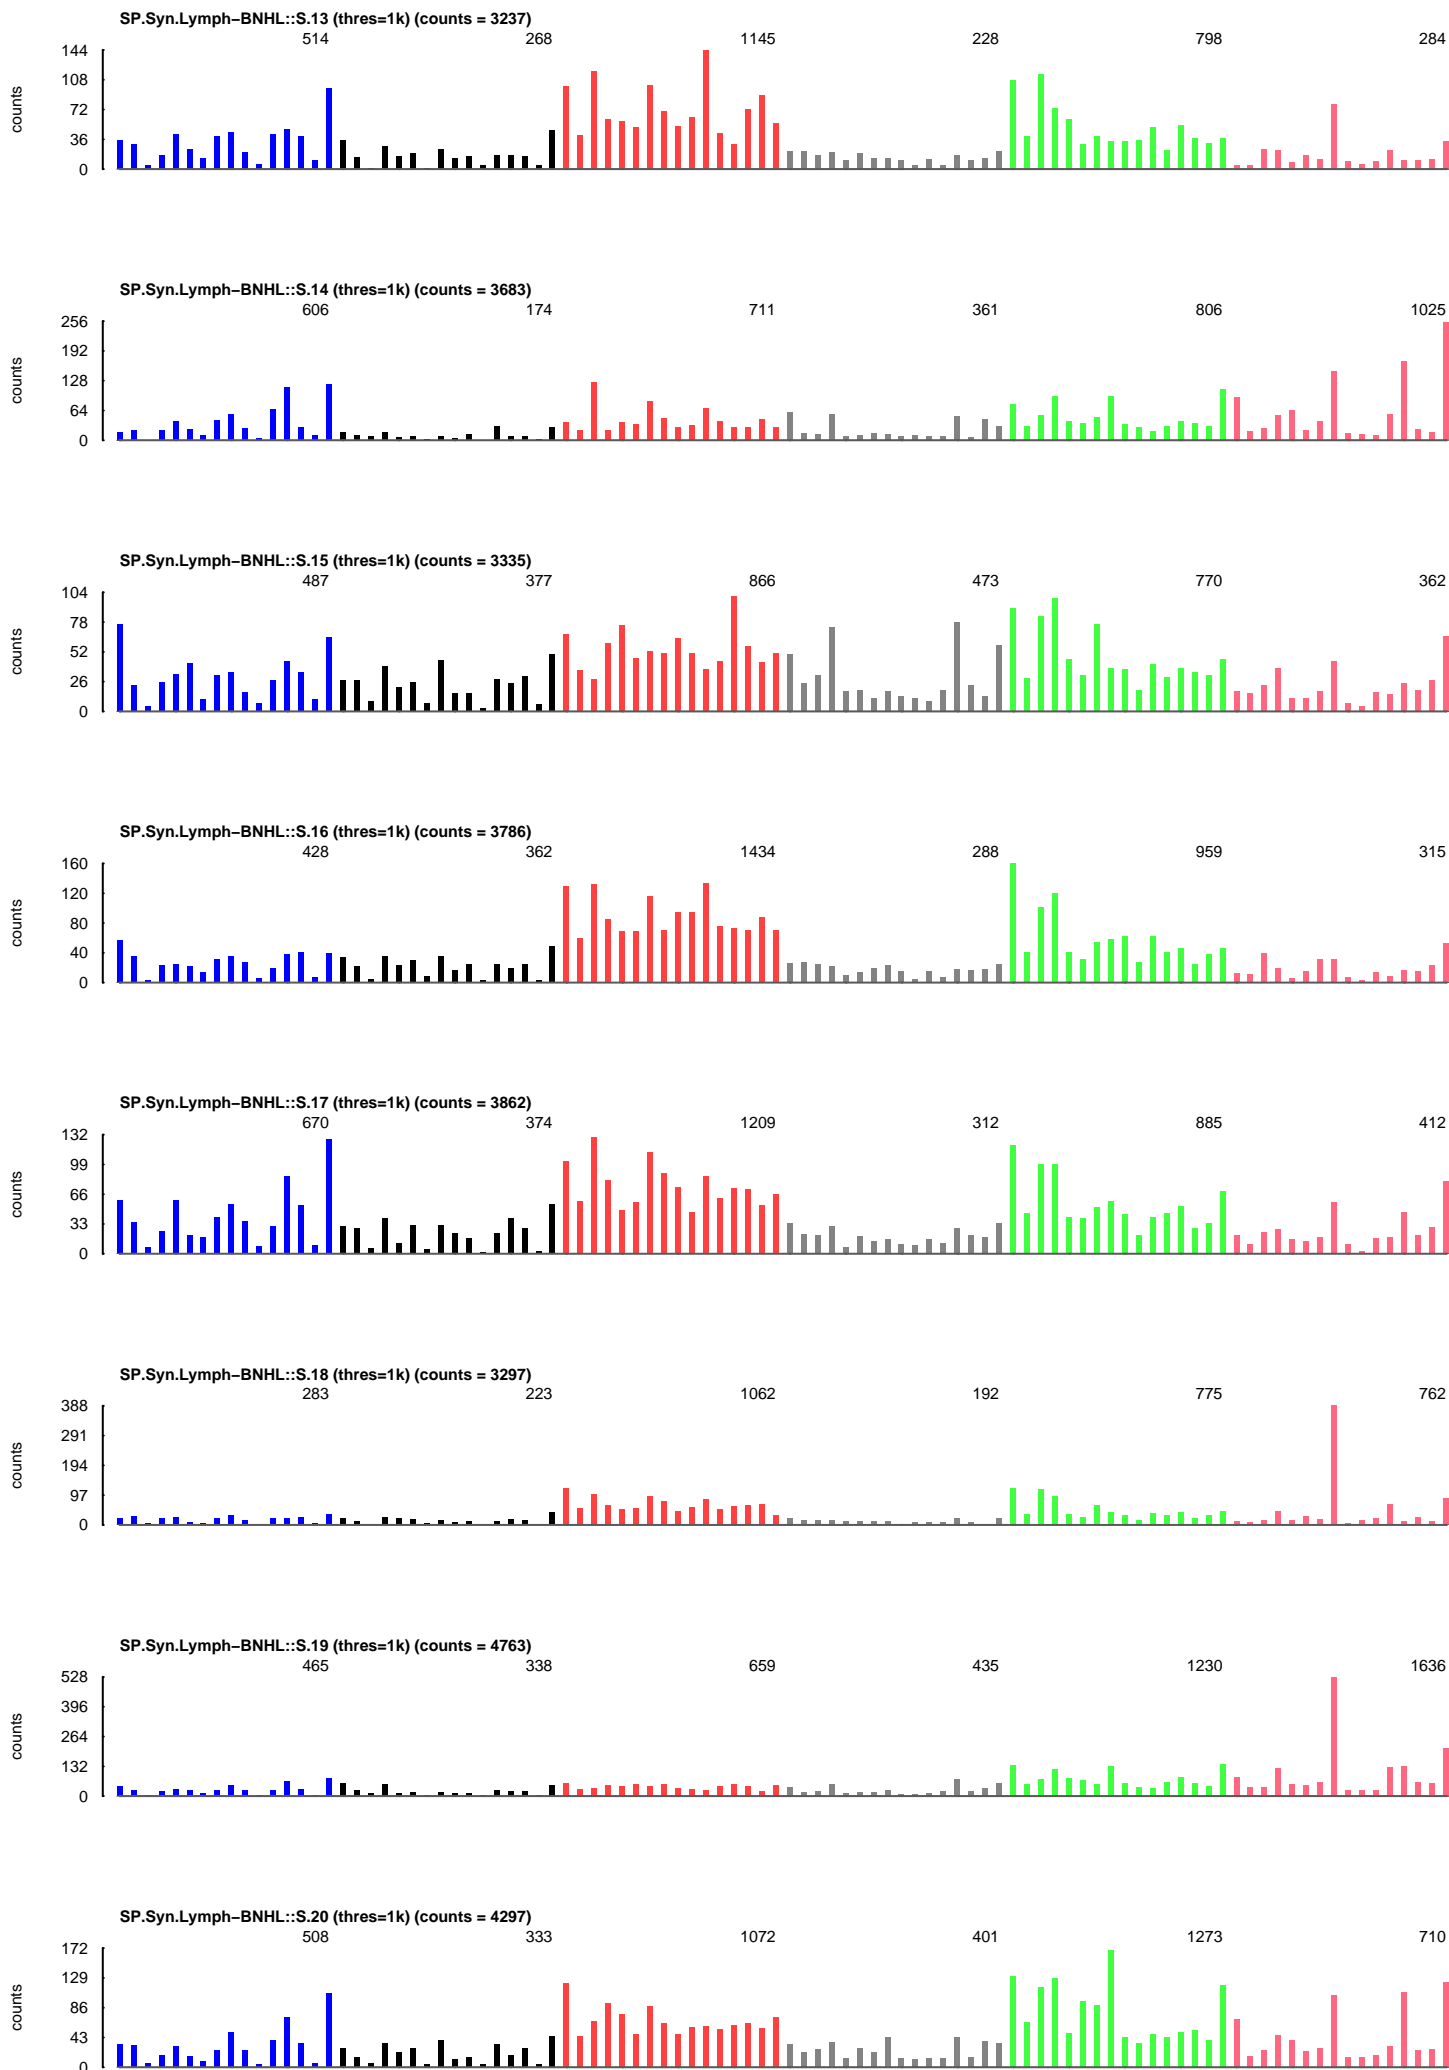 SP.Syn.Lymph−BNHL::S.13 (thres=1k) (counts = 3237)
514 268 1145 228 798 284
144
108
72
36
0
counts
SP.Syn.Lymph−BNHL::S.14 (thres=1k) (counts = 3683)
606 174 711 361 806 1025
256
192
128
64
0
counts
SP.Syn.Lymph−BNHL::S.15 (thres=1k) (counts = 3335)
487 377 866 473 770 362
104
78
52
26
0
counts
SP.Syn.Lymph−BNHL::S.16 (thres=1k) (counts = 3786)
428 362 1434 288 959 315
160
120
80
40
0
counts
SP.Syn.Lymph−BNHL::S.17 (thres=1k) (counts = 3862)
670 374 1209 312 885 412
132
99
66
33
0
counts
SP.Syn.Lymph−BNHL::S.18 (thres=1k) (counts = 3297)
283 223 1062 192 775 762
388
291
194
97
0
counts
SP.Syn.Lymph−BNHL::S.19 (thres=1k) (counts = 4763)
465 338 659 435 1230 1636
528
396
264
132
0
counts
SP.Syn.Lymph−BNHL::S.20 (thres=1k) (counts = 4297)
508 333 1072 401 1273 710
172
129
86
43
0
counts